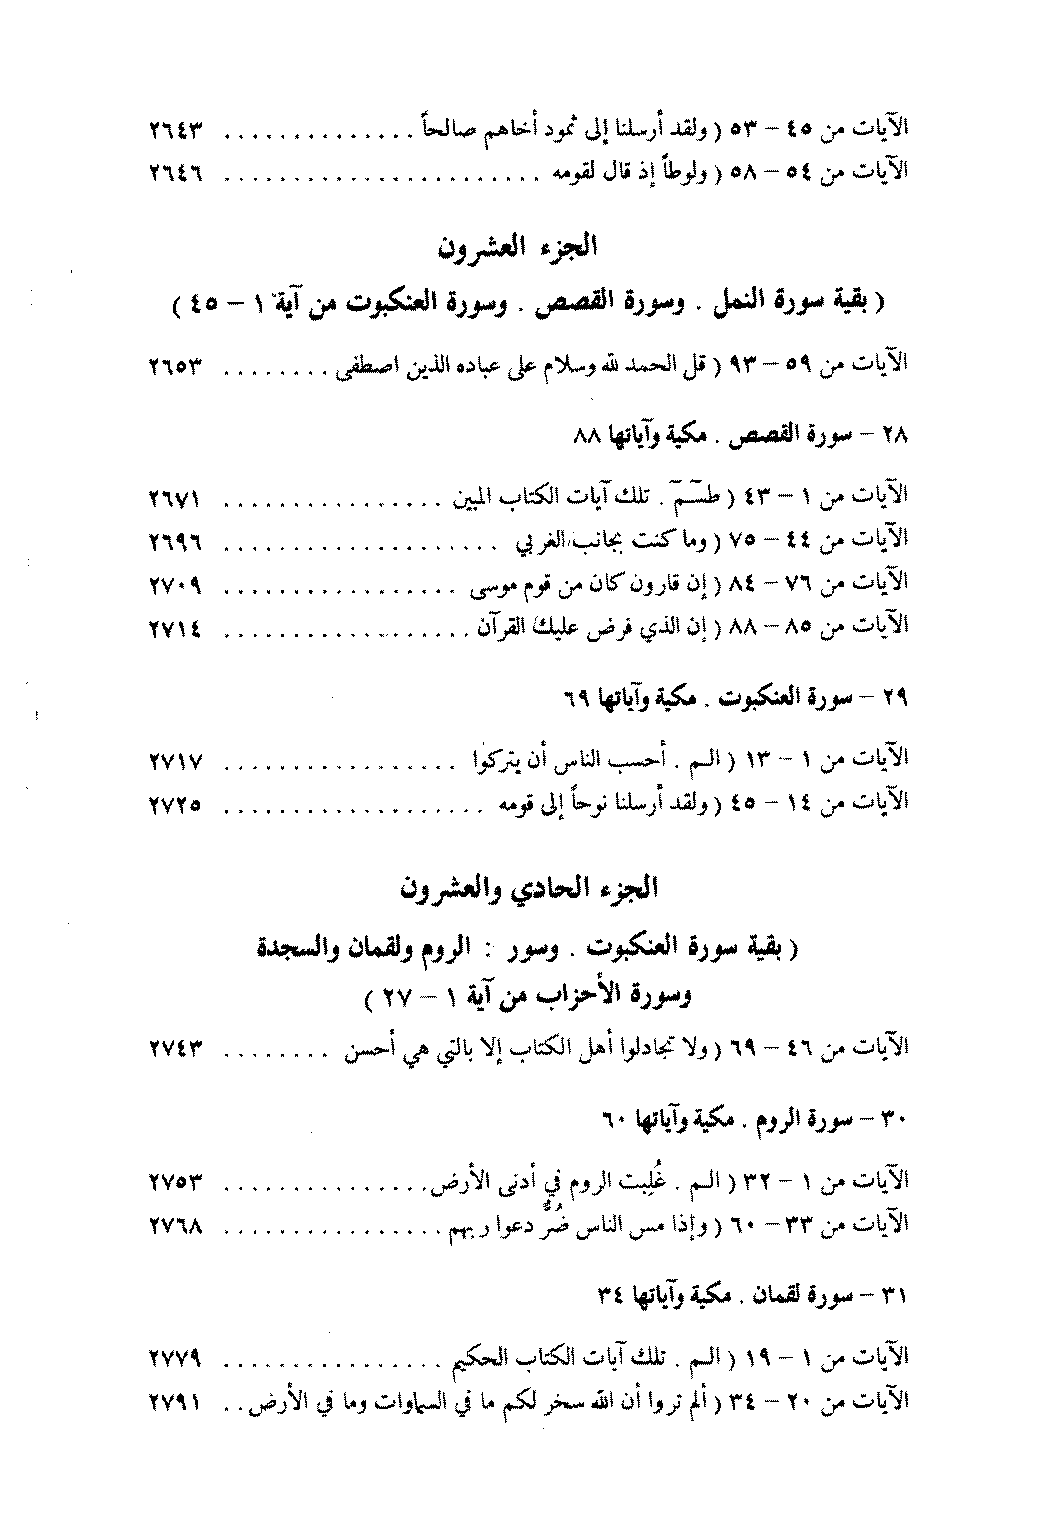 الآيات من ٤٥ – ٥٣ ( ولقد أرسلنا إلى ثمود أخاهم صالحاً . . . . . . . . . . . . . . ٢٦٤٣
الآيات من ٥٤ – ٥٨ ( ولوطاً إذ قال لقومه . . . . . . . . . . . . . . . . . . . . . . . ٢٦٤٦
الجزء العشرون
( بقية سورة النمل . وسورة القصص . وسورة العنكبوت من آية ١ – ٤٥ )
الآيات من ٥٩ – ٩٣ ( قل الحمد لله وسلام على عباده الذين اصطفى . . . . . . . . ٢٦٥٣
٢٨ – سورة القصص . مكية وآياتها ٨٨
الآيات من ١ – ٤٣ ( طسٓمٓ . تلك آيات الكتاب المبين . . . . . . . . . . . . . . . . ٢٦٧١
الآيات من ٤٤ – ٧٥ ( وما كنت بجانب الغربي . . . . . . . . . . . . . . . . . . . . ٢٦٩٦
الآيات من ٧٦ – ٨٤ ( إن قارون كان من قوم موسى . . . . . . . . . . . . . . . . . ٢٧٠٩
الآيات من ٨٥ – ٨٨ ( إن الذي فرض عليك القرآن . . . . . . . . . . . . . . . . . . ٢٧١٤
٢٩ – سورة العنكبوت . مكية وآياتها ٦٩
الآيات من ١ – ١٣ ( الـم . أحسب الناس أن يتركوا . . . . . . . . . . . . . . . . . ٢٧١٧
الآيات من ١٤ – ٤٥ ( ولقد أرسلنا نوحاً إلى قومه . . . . . . . . . . . . . . . . . . . ٢٧٢٥
الجزء الحادي والعشرون
( بقية سورة العنكبوت . وسور : الروم ولقمان والسجدة
وسورة الأحزاب من آية ١ – ٢٧ )
الآيات من ٤٦ – ٦٩ ( ولا تجادلوا أهل الكتاب إلا بالتي هي أحسن . . . . . . . . ٢٧٤٣
٣٠ – سورة الروم . مكية وآياتها ٦٠
الآيات من ١ – ٣٢ ( الـم . غُلِبت الروم في أدنى الأرض . . . . . . . . . . . . . . . ٢٧٥٣
الآيات من ٣٣ – ٦٠ ( وإذا مس الناس ضُرٌّ دعوا ربهم . . . . . . . . . . . . . . . . ٢٧٦٨
٣١ – سورة لقمان . مكية وآياتها ٣٤
الآيات من ١ – ١٩ ( الـم . تلك آيات الكتاب الحكيم . . . . . . . . . . . . . . . . ٢٧٧٩
الآيات من ٢٠ – ٣٤ ( ألم تروا أن الله سخر لكم ما في السماوات وما في الأرض . . ٢٧٩١